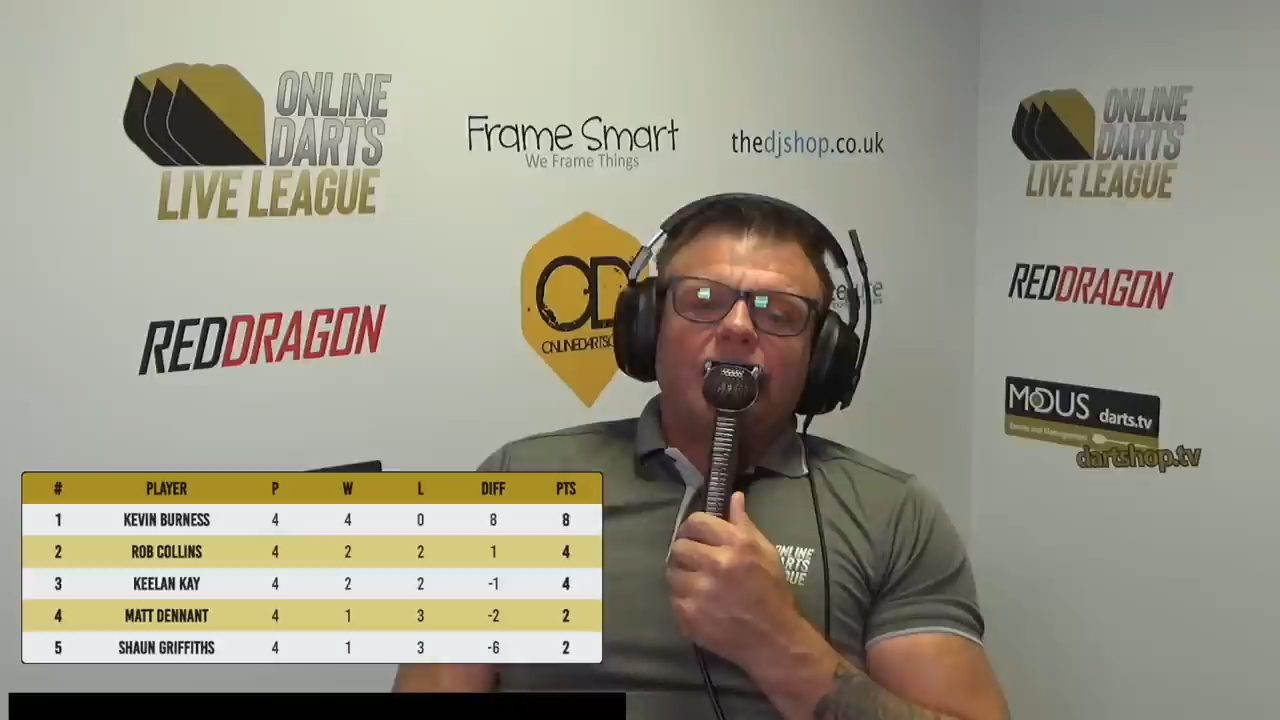 ONLINE
DARTS
LIVE LEAGUE
Frame Smart
We Frame Things
thedjshop.co.uk
ONLINE
DARTS
LIVE LEAGUE
REDDRAGON
OD
REDDRAGON
MODUS darts.tv
dartshop.tv
# PLAYER P W L DIFF PTS
1 KEVIN BURNESS 4 4 0 8 8
2 ROB COLLINS 4 2 2 1 4
3 KEELAN KAY 4 2 2 -1 4
4 MATT DENNANT 4 1 3 -2 2
5 SHAUN GRIFFITHS 4 1 3 -6 2